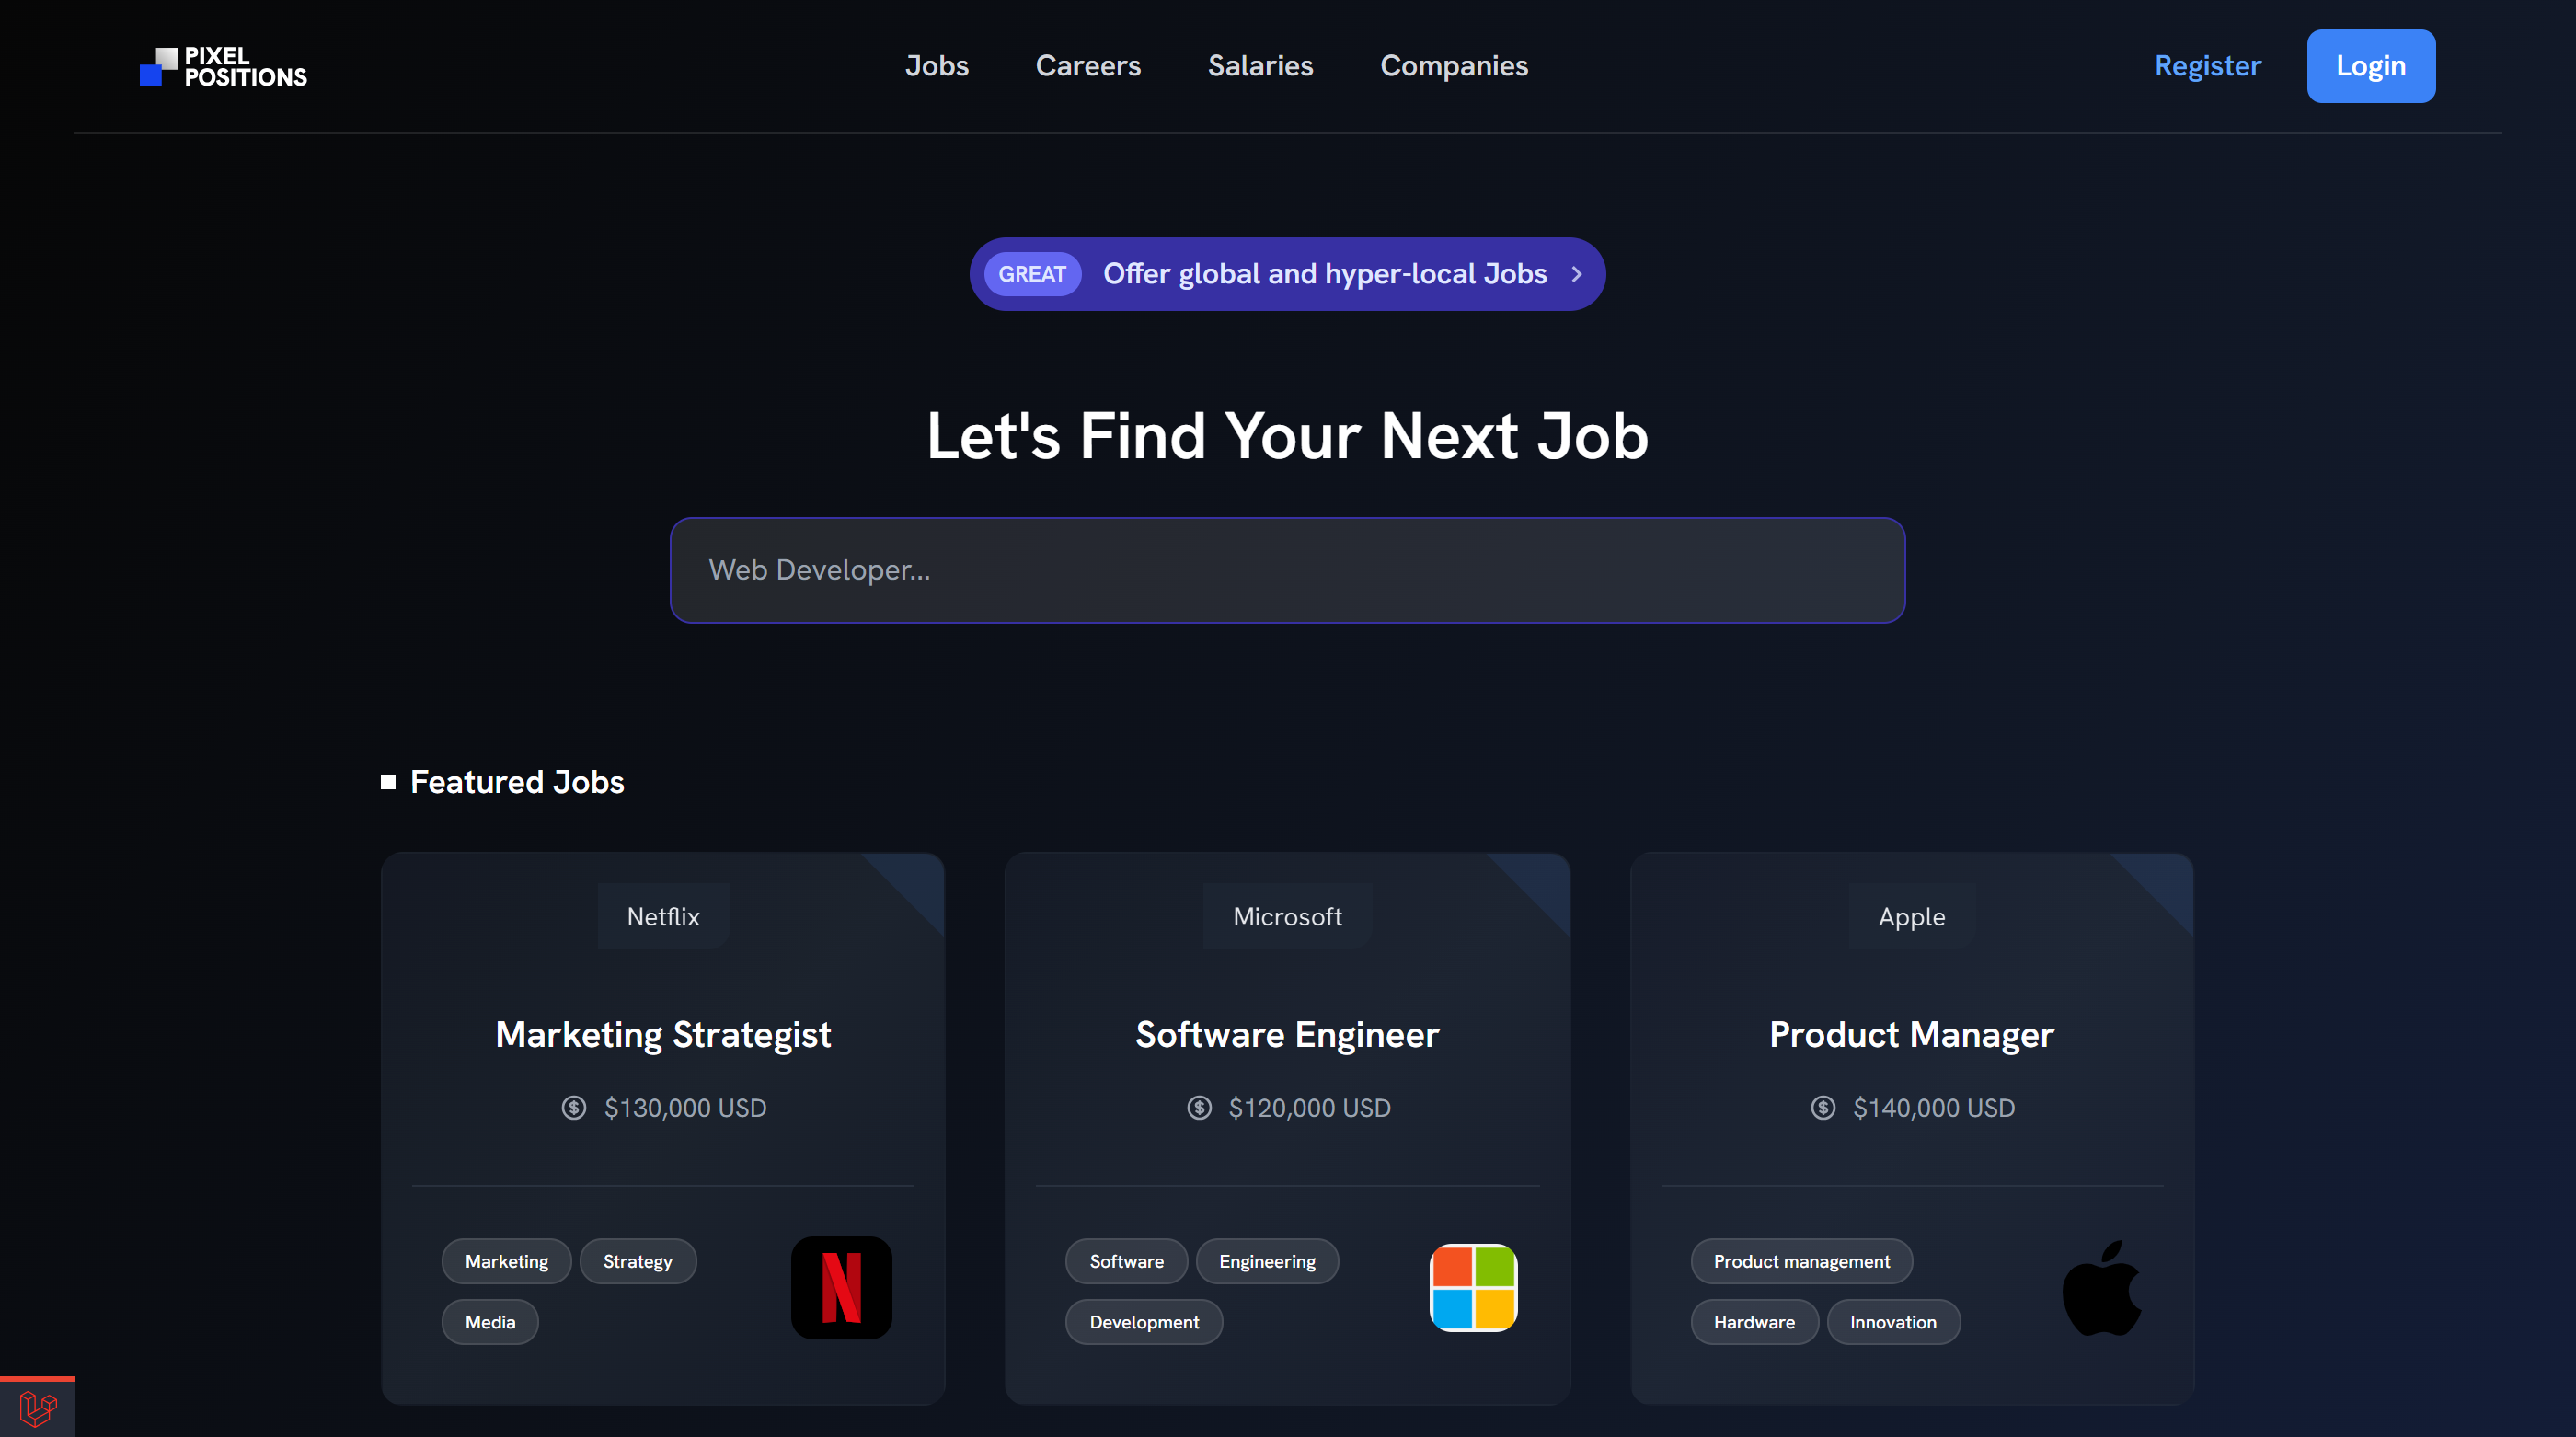 PIXEL
POSITIONS
Jobs
Careers
Salaries
Companies
Register
Login
GREAT
Offer global and hyper-local Jobs
Let's Find Your Next Job
Web Developer...
Featured Jobs
Netflix
Marketing Strategist
$130,000 USD
Marketing
Strategy
Media
Microsoft
Software Engineer
$120,000 USD
Software
Engineering
Development
Apple
Product Manager
$140,000 USD
Product management
Hardware
Innovation